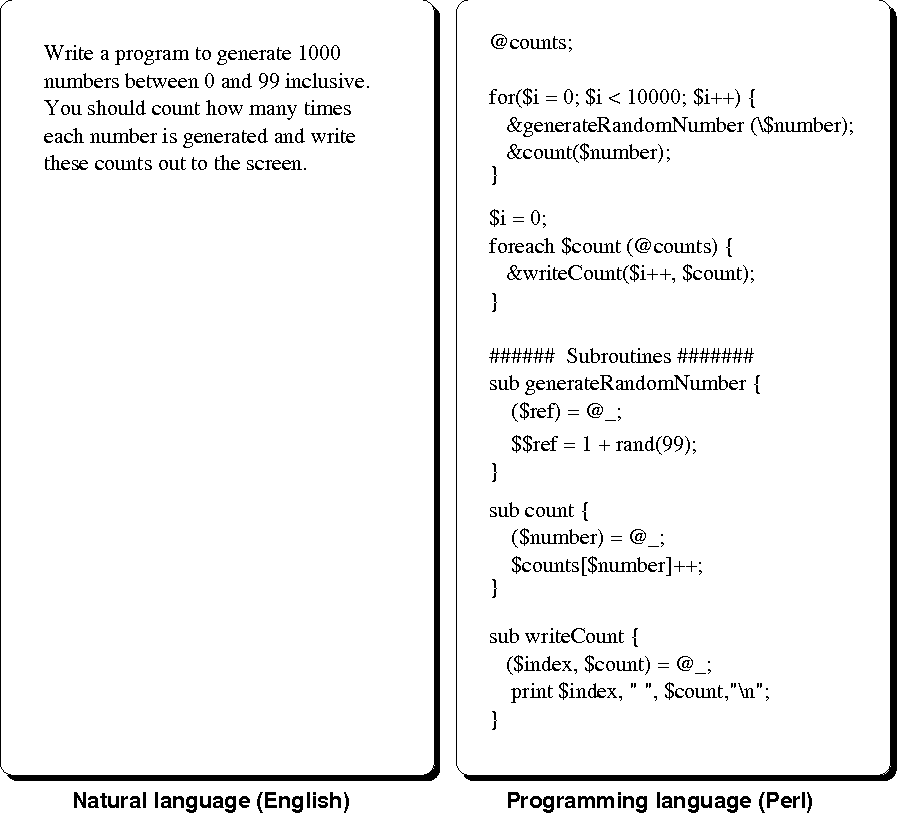 Write a program to generate 1000
numbers between 0 and 99 inclusive.
You should count how many times
each number is generated and write
these counts out to the screen.
@counts;
for($i = 0; $i < 10000; $i++) {
&generateRandomNumber (\$number);
&count($number);
}
$i = 0;
foreach $count (@counts) {
&writeCount($i++, $count);
}
###### Subroutines #######
sub generateRandomNumber {
($ref) = @_;
$$ref = 1 + rand(99);
}
sub count {
($number) = @_;
$counts[$number]++;
}
sub writeCount {
($index, $count) = @_;
print $index, " ", $count,"\n";
}
Natural language (English)
Programming language (Perl)